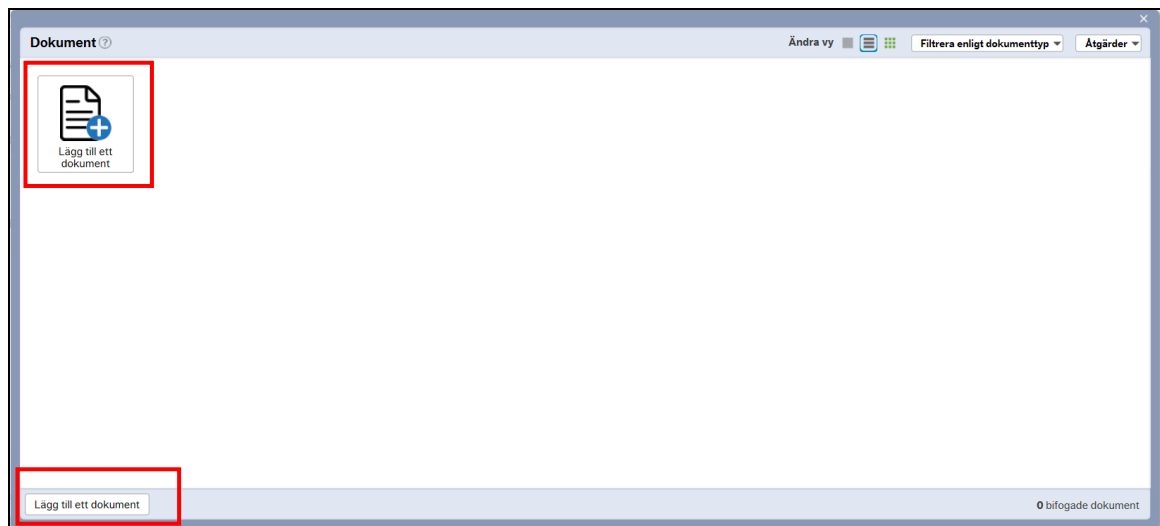 Dokument ?
Ändra vy
Filtrera enligt dokumenttyp
Åtgärder
Lägg till ett
dokument
Lägg till ett dokument
0 bifogade dokument